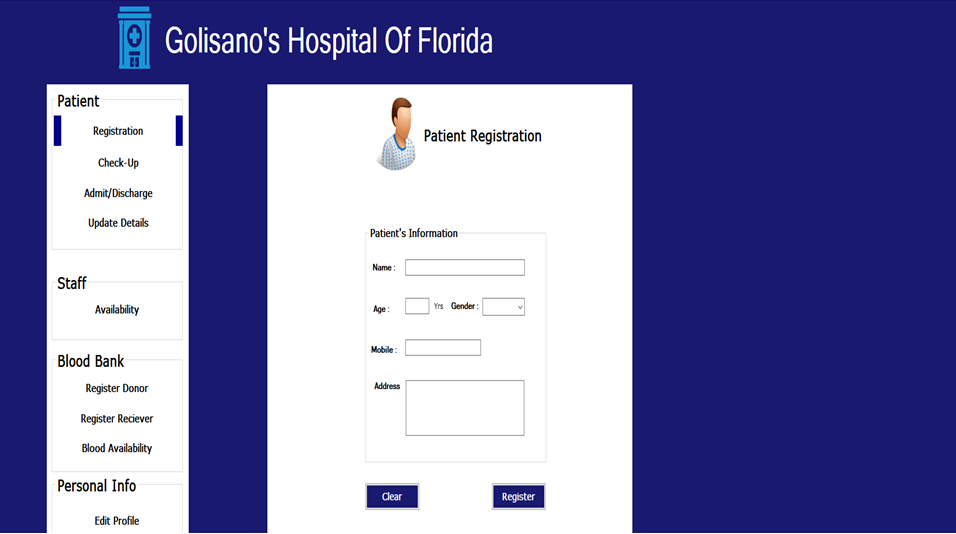 Golisano's Hospital Of Florida
Patient
Registration
Check-Up
Admit/Discharge
Update Details
Staff
Availability
Blood Bank
Register Donor
Register Reciever
Blood Availability
Personal Info
Edit Profile
Patient Registration
Patient's Information
Name :
Age : Yrs Gender :
Mobile :
Address
Clear Register